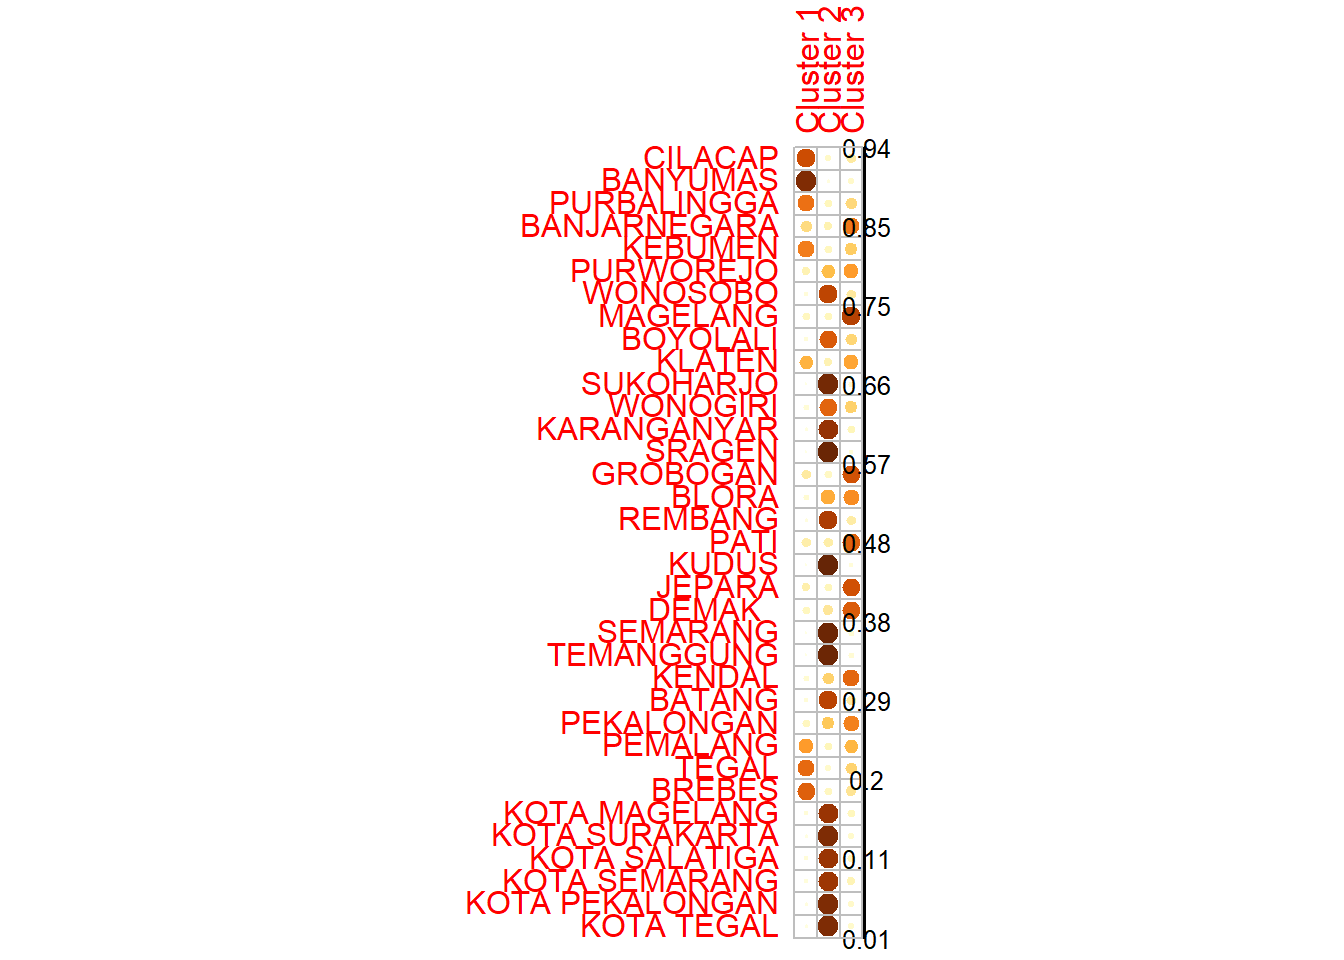 Cluster 1
Cluster 2
Cluster 3
CILACAP
BANYUMAS
PURBALINGGA
BANJARNEGARA
KEBUMEN
PURWOREJO
WONOSOBO
MAGELANG
BOYOLALI
KLATEN
SUKOHARJO
WONOGIRI
KARANGANYAR
SRAGEN
GROBOGAN
BLORA
REMBANG
PATI
KUDUS
JEPARA
DEMAK
SEMARANG
TEMANGGUNG
KENDAL
BATANG
PEKALONGAN
PEMALANG
TEGAL
BREBES
KOTA MAGELANG
KOTA SURAKARTA
KOTA SALATIGA
KOTA SEMARANG
KOTA PEKALONGAN
KOTA TEGAL
0.94
0.85
0.75
0.66
0.57
0.48
0.38
0.29
0.2
0.11
0.01